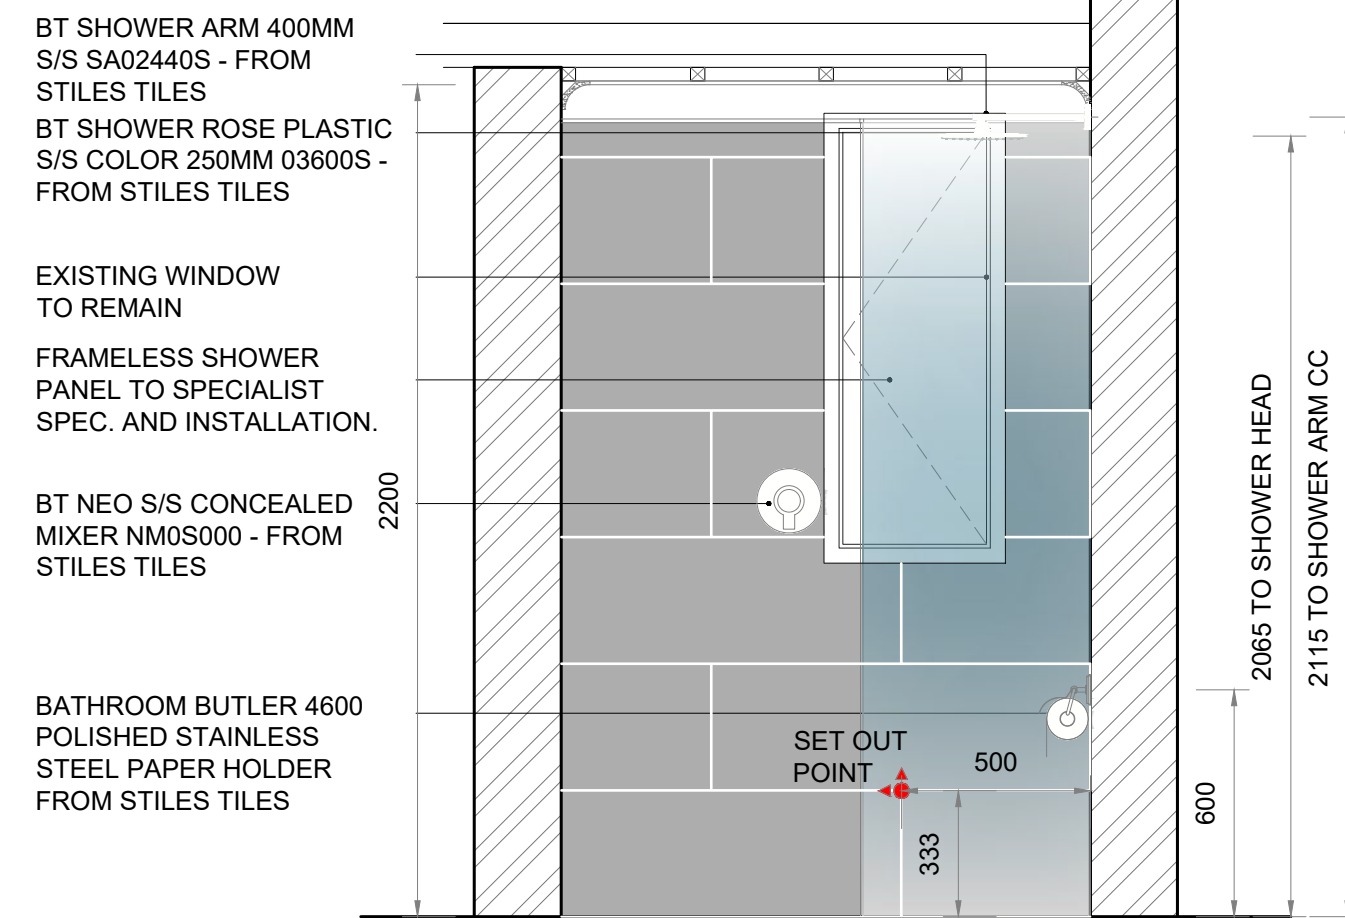 BT SHOWER ARM 400MM
S/S SA02440S - FROM
STILES TILES
BT SHOWER ROSE PLASTIC
S/S COLOR 250MM 03600S -
FROM STILES TILES
EXISTING WINDOW
TO REMAIN
FRAMELESS SHOWER
PANEL TO SPECIALIST
SPEC. AND INSTALLATION.
BT NEO S/S CONCEALED
MIXER NM0S000 - FROM
STILES TILES
BATHROOM BUTLER 4600
POLISHED STAINLESS
STEEL PAPER HOLDER
FROM STILES TILES
2200
SET OUT
POINT
500
333
600
2065 TO SHOWER HEAD
2115 TO SHOWER ARM CC